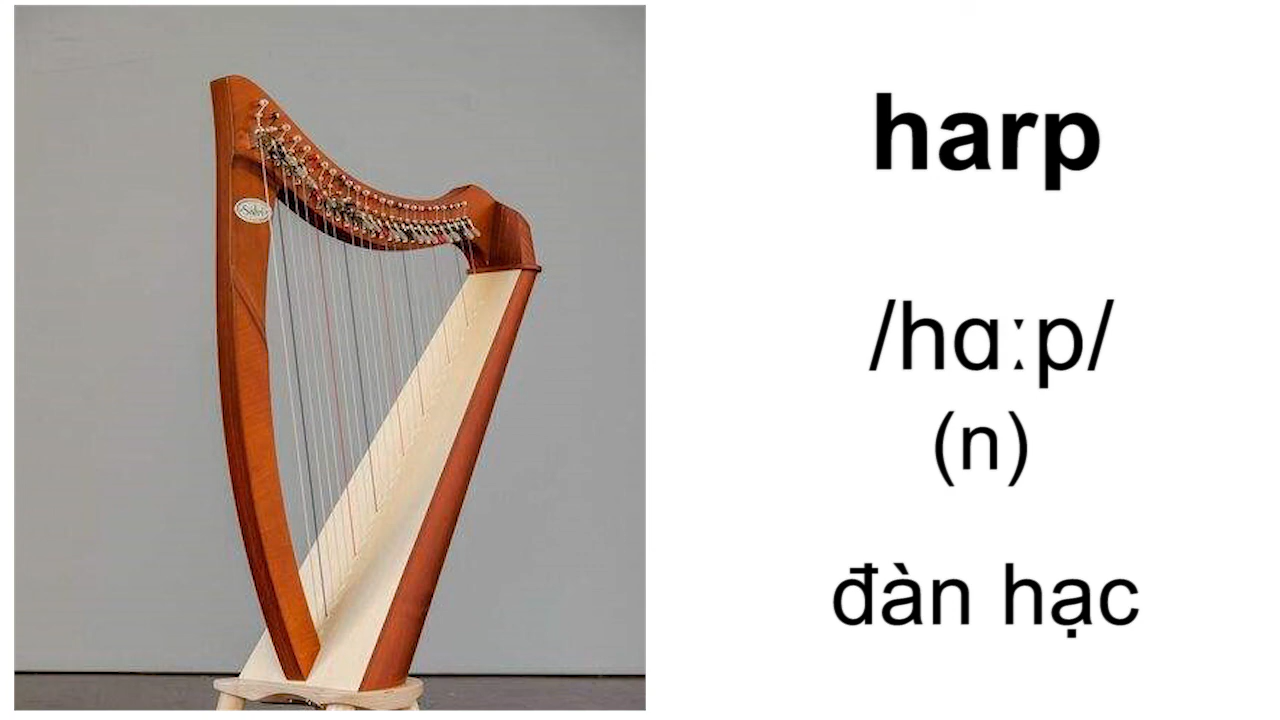 harp
/hɑːp/
(n)
đàn hạc